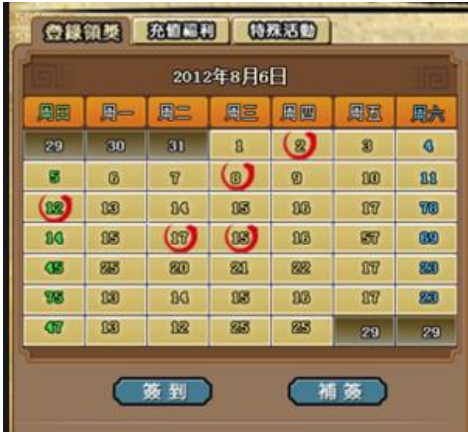 登錄領獎 充值福利 特殊活動
2012年8月6日
周日 周一 周二 周三 周四 周五 周六
29 30 31 1 2 3 4
5 6 7 8 9 10 11
12 13 14 15 16 17 78
14 15 17 15 16 57 69
45 25 20 21 22 17 23
75 13 14 15 16 17 23
47 13 12 25 25 29 29
簽到 補簽